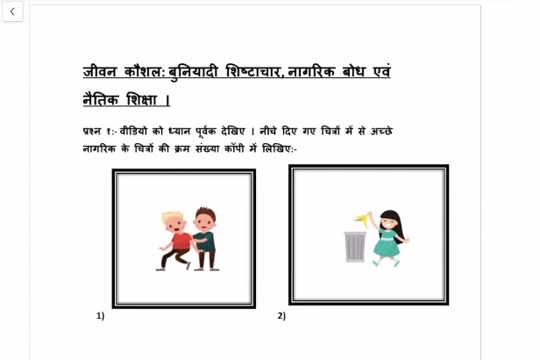 जीवन कौशल: बुनियादी शिष्टाचार, नागरिक बोध एवं
नैतिक शिक्षा |
प्रश्न १:- वीडियो को ध्यान पूर्वक देखिए | नीचे दिए गए चित्रों में से अच्छे
नागरिक के चित्रों की क्रम संख्या कॉपी में लिखिए:-
1) 2)